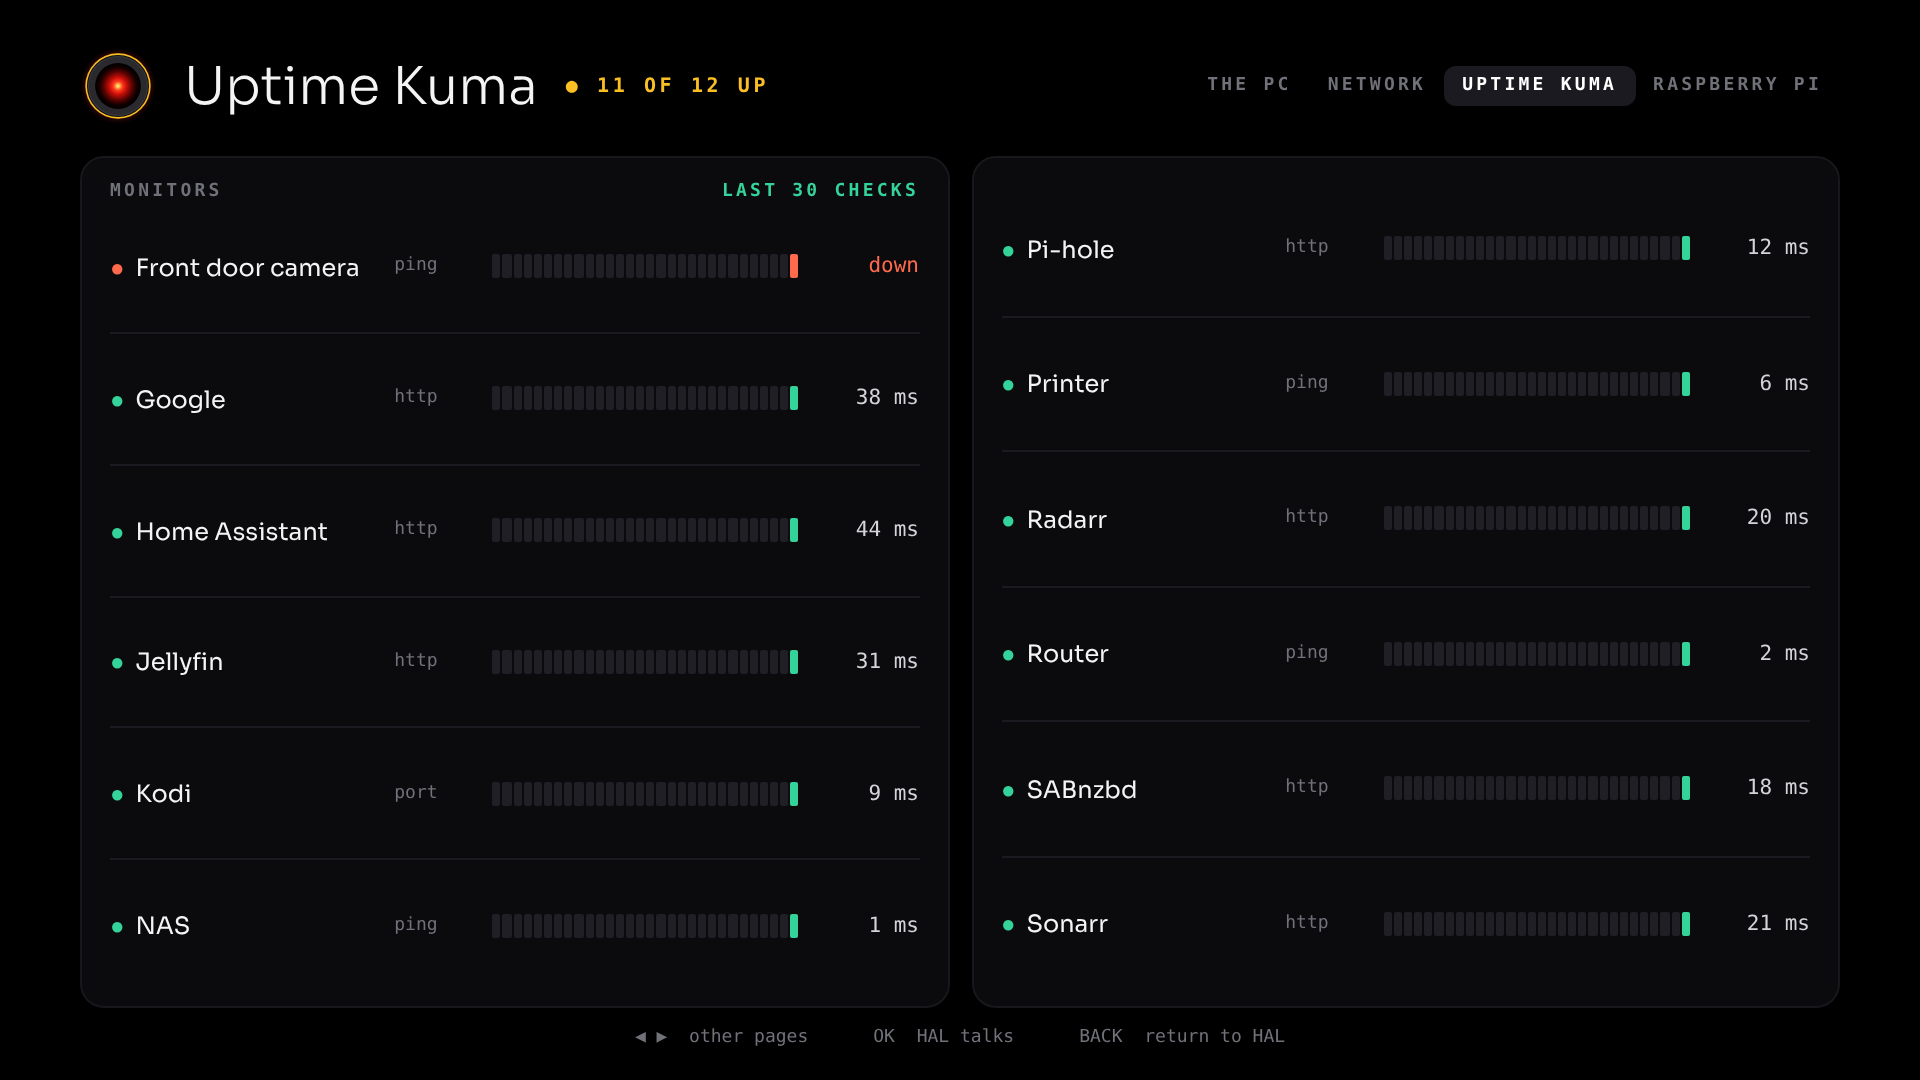 Uptime Kuma ● 11 OF 12 UP
THE PC NETWORK UPTIME KUMA RASPBERRY PI
MONITORS LAST 30 CHECKS
Front door camera ping down
Google http 38 ms
Home Assistant http 44 ms
Jellyfin http 31 ms
Kodi port 9 ms
NAS ping 1 ms
Pi-hole http 12 ms
Printer ping 6 ms
Radarr http 20 ms
Router ping 2 ms
SABnzbd http 18 ms
Sonarr http 21 ms
◀ ▶ other pages OK HAL talks BACK return to HAL